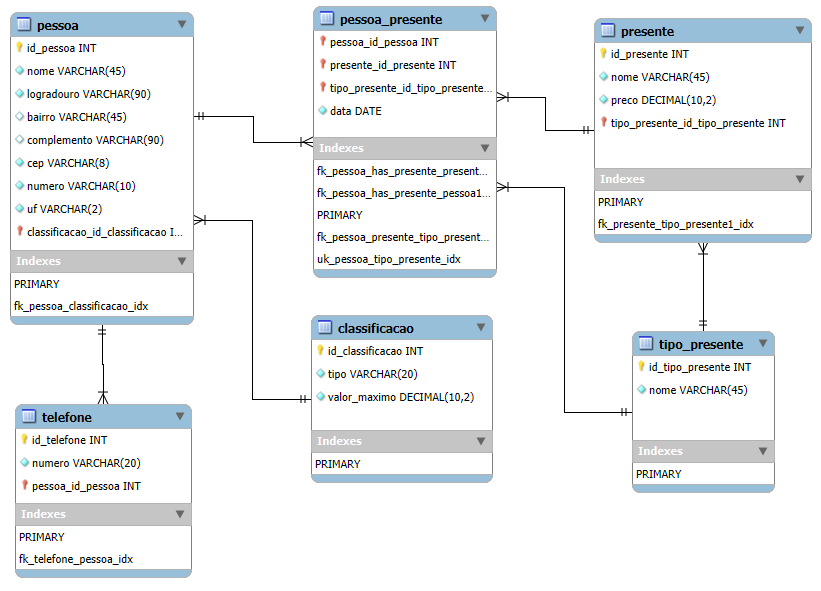 pessoa
id_pessoa INT
nome VARCHAR(45)
logradouro VARCHAR(90)
bairro VARCHAR(45)
complemento VARCHAR(90)
cep VARCHAR(8)
numero VARCHAR(10)
uf VARCHAR(2)
classificacao_id_classificacao I...
Indexes
PRIMARY
fk_pessoa_classificacao_idx
pessoa_presente
pessoa_id_pessoa INT
presente_id_presente INT
tipo_presente_id_tipo_presente...
data DATE
Indexes
fk_pessoa_has_presente_present...
fk_pessoa_has_presente_pessoa1...
PRIMARY
fk_pessoa_presente_tipo_present...
uk_pessoa_tipo_presente_idx
presente
id_presente INT
nome VARCHAR(45)
preco DECIMAL(10,2)
tipo_presente_id_tipo_presente INT
Indexes
PRIMARY
fk_presente_tipo_presente1_idx
classificacao
id_classificacao INT
tipo VARCHAR(20)
valor_maximo DECIMAL(10,2)
Indexes
PRIMARY
tipo_presente
id_tipo_presente INT
nome VARCHAR(45)
Indexes
PRIMARY
telefone
id_telefone INT
numero VARCHAR(20)
pessoa_id_pessoa INT
Indexes
PRIMARY
fk_telefone_pessoa_idx